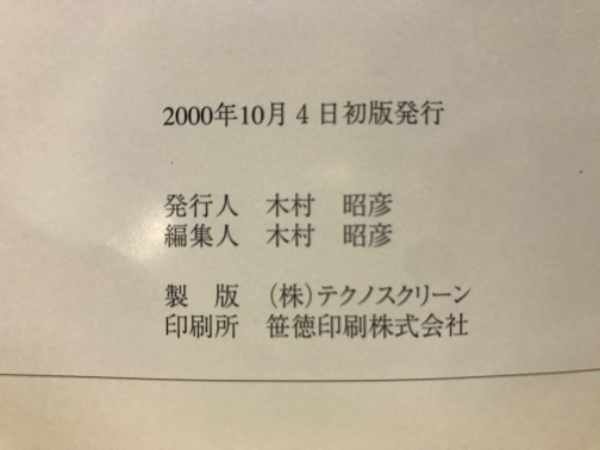 2000年10月4日初版発行
発行人 木村 昭彦
編集人 木村 昭彦
製 版 (株)テクノスクリーン
印刷所 笹徳印刷株式会社